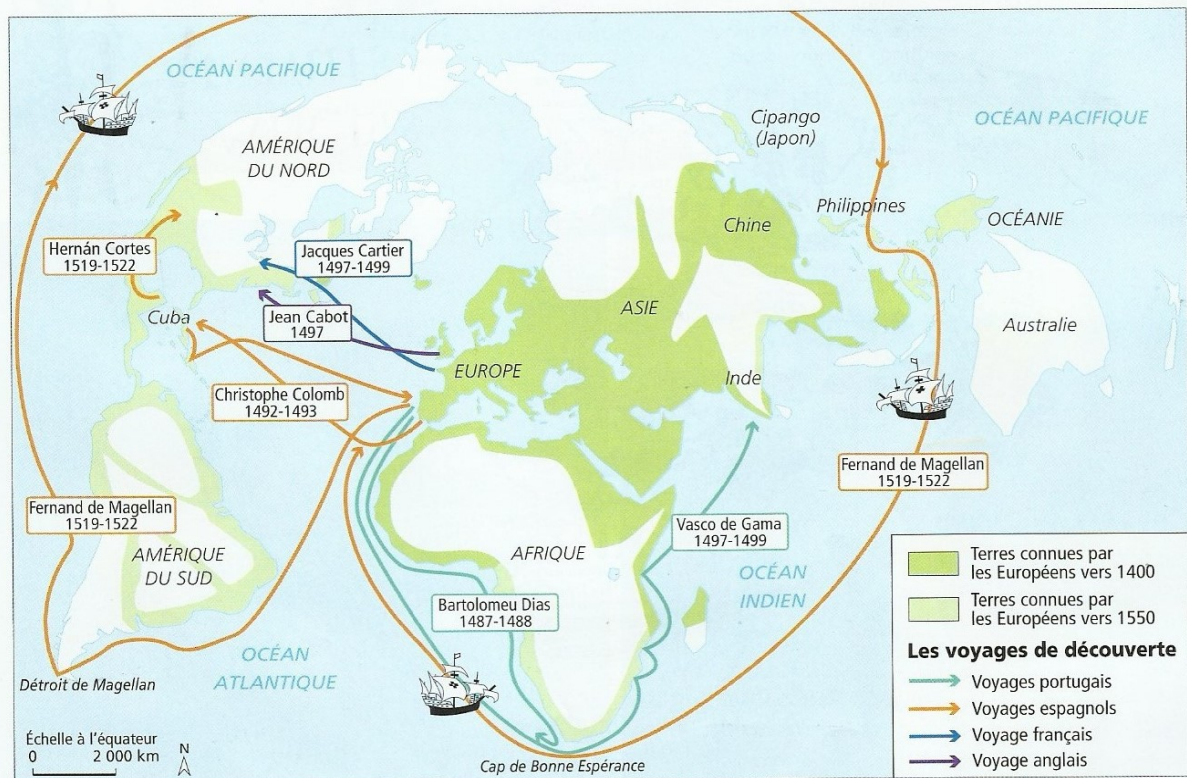 OCÉAN PACIFIQUE
AMÉRIQUE
DU NORD
Cipango
(Japon)
OCÉAN PACIFIQUE
Hernán Cortes
1519-1522
Jacques Cartier
1497-1499
Philippines
Chine
OCÉANIE
Cuba
Jean Cabot
1497
ASIE
Australie
EUROPE
Inde
Christophe Colomb
1492-1493
Fernand de Magellan
1519-1522
Fernand de Magellan
1519-1522
AMÉRIQUE
DU SUD
Vasco de Gama
1497-1499
AFRIQUE
OCÉAN
INDIEN
Bartolomeu Dias
1487-1488
OCÉAN
ATLANTIQUE
Détroit de Magellan
Cap de Bonne Espérance
Échelle à l'équateur
0 2 000 km
N
Terres connues par
les Européens vers 1400
Terres connues par
les Européens vers 1550
Les voyages de découverte
Voyages portugais
Voyages espagnols
Voyage français
Voyage anglais